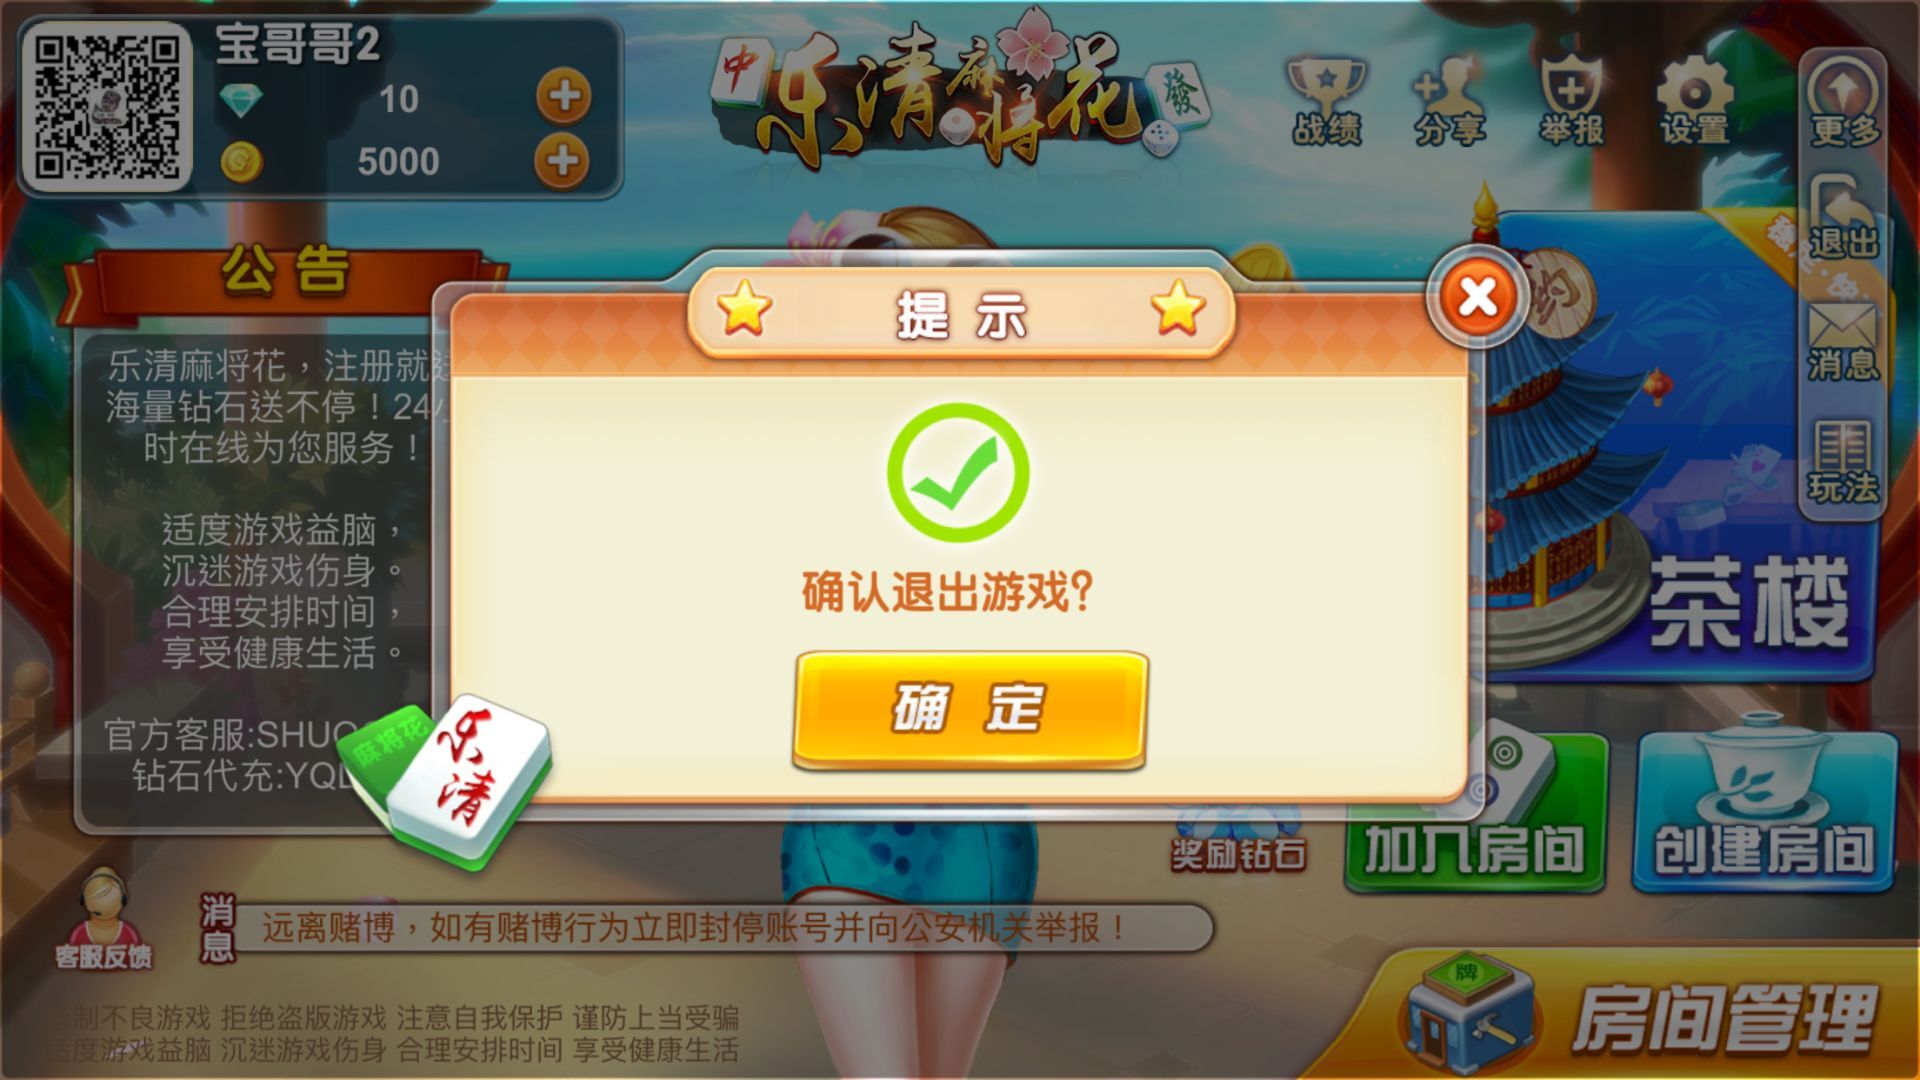 宝哥哥2
10
5000
中
乐清麻将花
發
战绩
分享
举报
设置
更多
退出
消息
玩法
公告
乐清麻将花，注册就送
海量钻石送不停！24小
时在线为您服务！
适度游戏益脑，
沉迷游戏伤身。
合理安排时间，
享受健康生活。
官方客服:SHUO
钻石代充:YQL
提示
确认退出游戏?
确定
麻将花
乐清
茶楼
奖励钻石
加入房间
创建房间
客服反馈
消息
远离赌博，如有赌博行为立即封停账号并向公安机关举报！
抵制不良游戏 拒绝盗版游戏 注意自我保护 谨防上当受骗
适度游戏益脑 沉迷游戏伤身 合理安排时间 享受健康生活
牌
房间管理